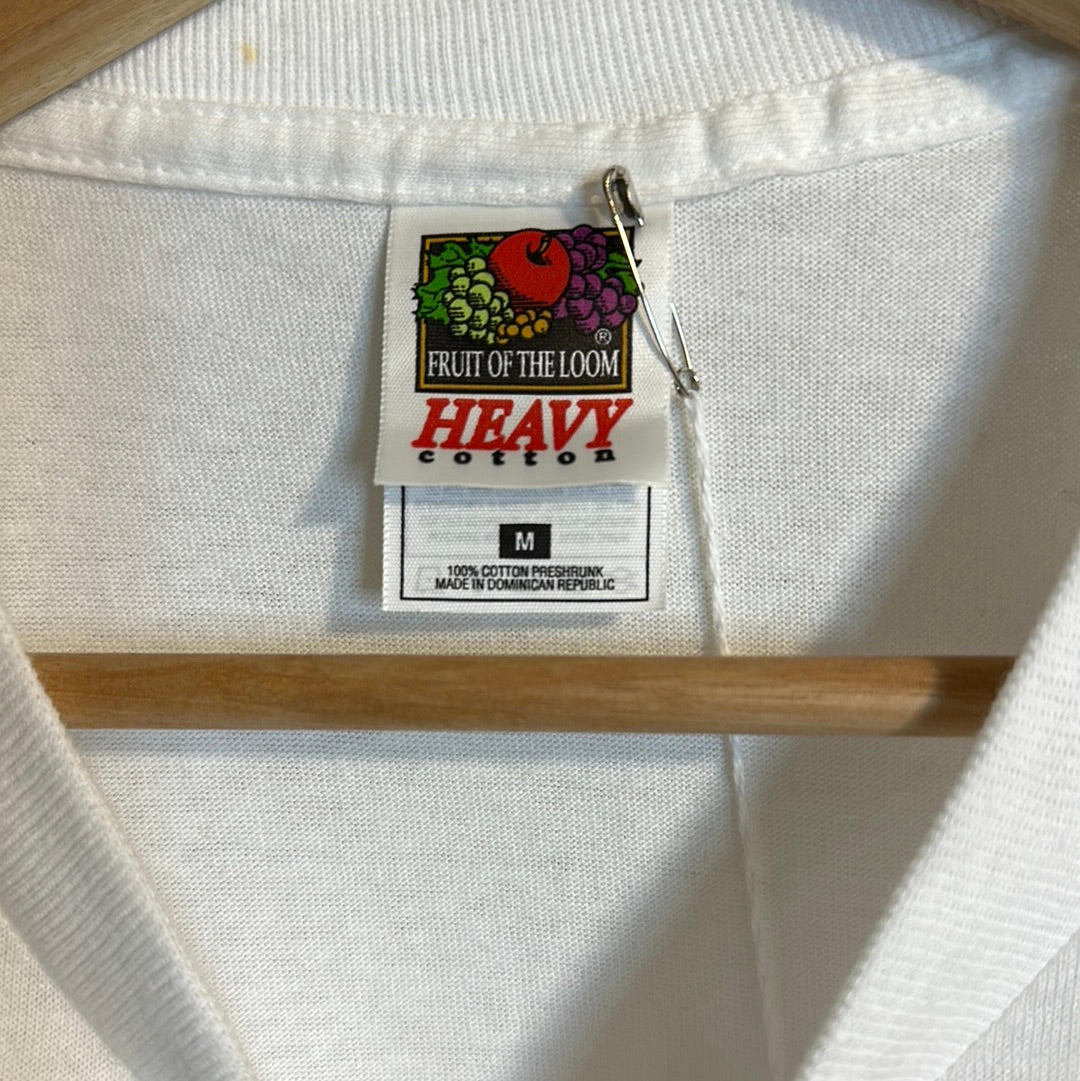 ®
FRUIT OF THE LOOM
HEAVY
cotton
M
100% COTTON PRESHRUNK
MADE IN DOMINICAN REPUBLIC